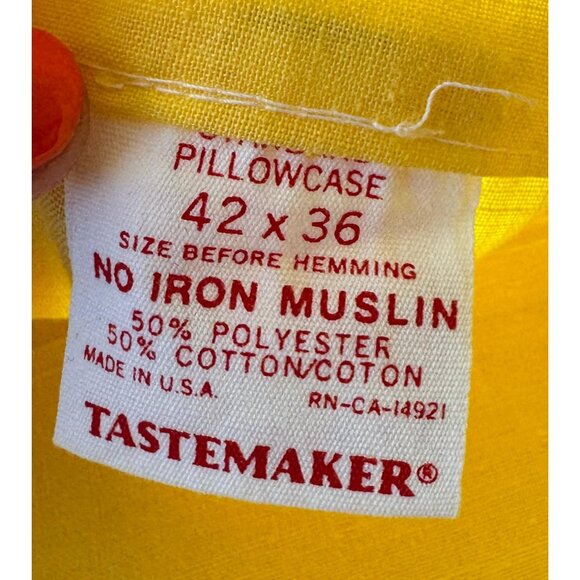 STANDARD
PILLOWCASE
42 x 36
SIZE BEFORE HEMMING
NO IRON MUSLIN
50% POLYESTER
50% COTTON/COTON
MADE IN U.S.A. RN-CA-14921
TASTEMAKER®